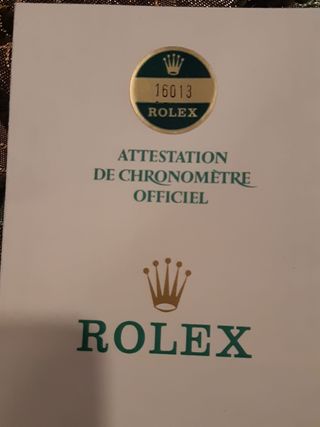 16013
ROLEX
ATTESTATION
DE CHRONOMÈTRE
OFFICIEL
ROLEX